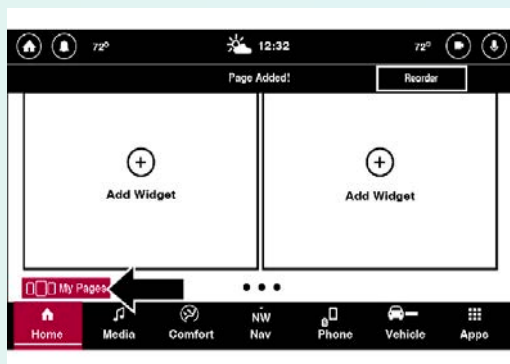 72° 12:32 72°
Page Added! Reorder
Add Widget Add Widget
My Pages
NW
Home Media Comfort Nav Phone Vehicle Apps